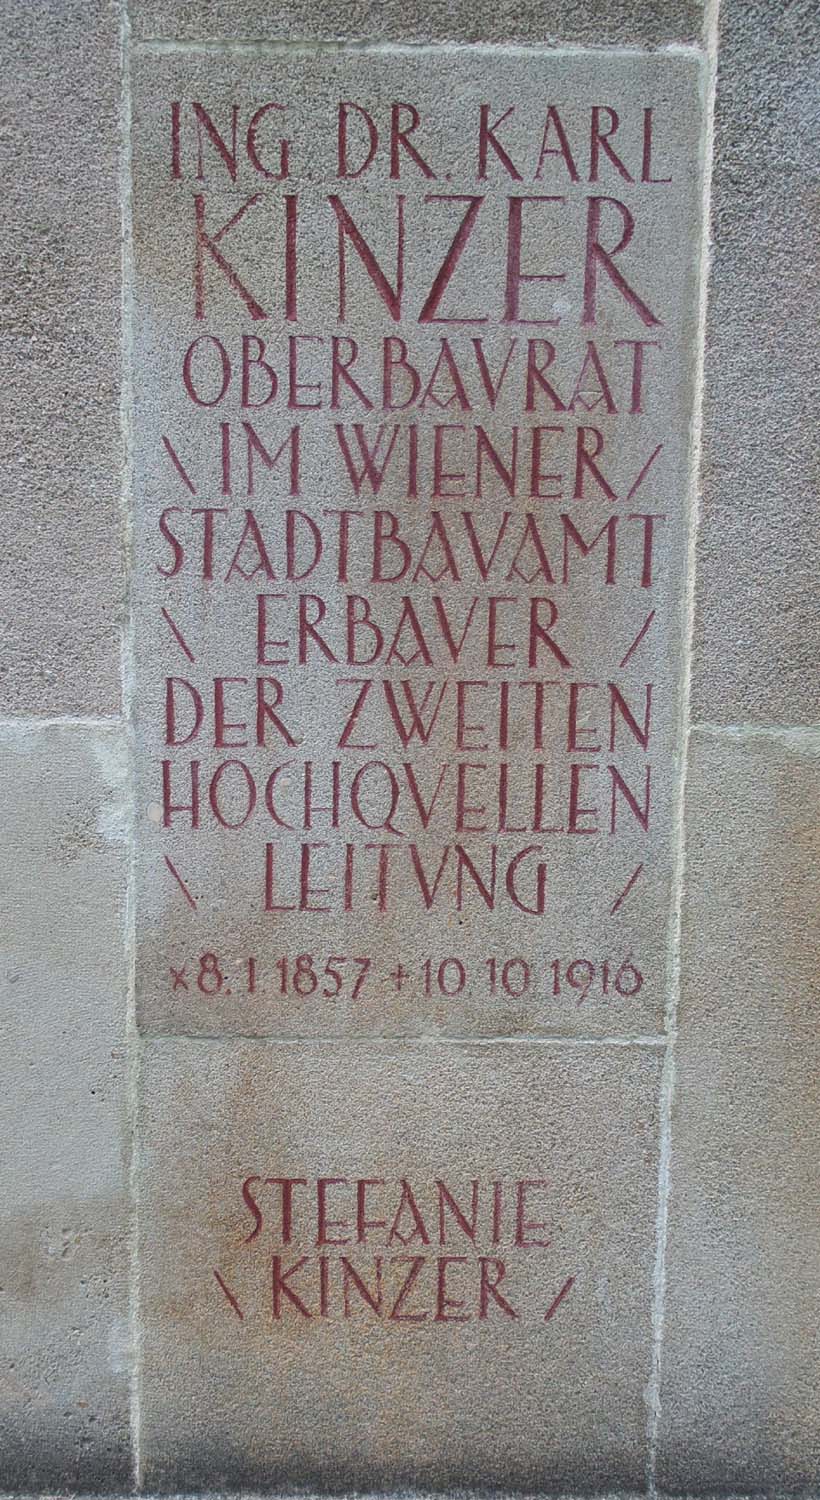 ING. DR. KARL
KINZER
OBERBAVRAT
\ IM WIENER /
STADTBAVAMT
\ ERBAVER /
DER ZWEITEN
HOCHQVELLEN
\ LEITVNG /
×8.1.1857 +10.10.1916
STEFANIE
\ KINZER /